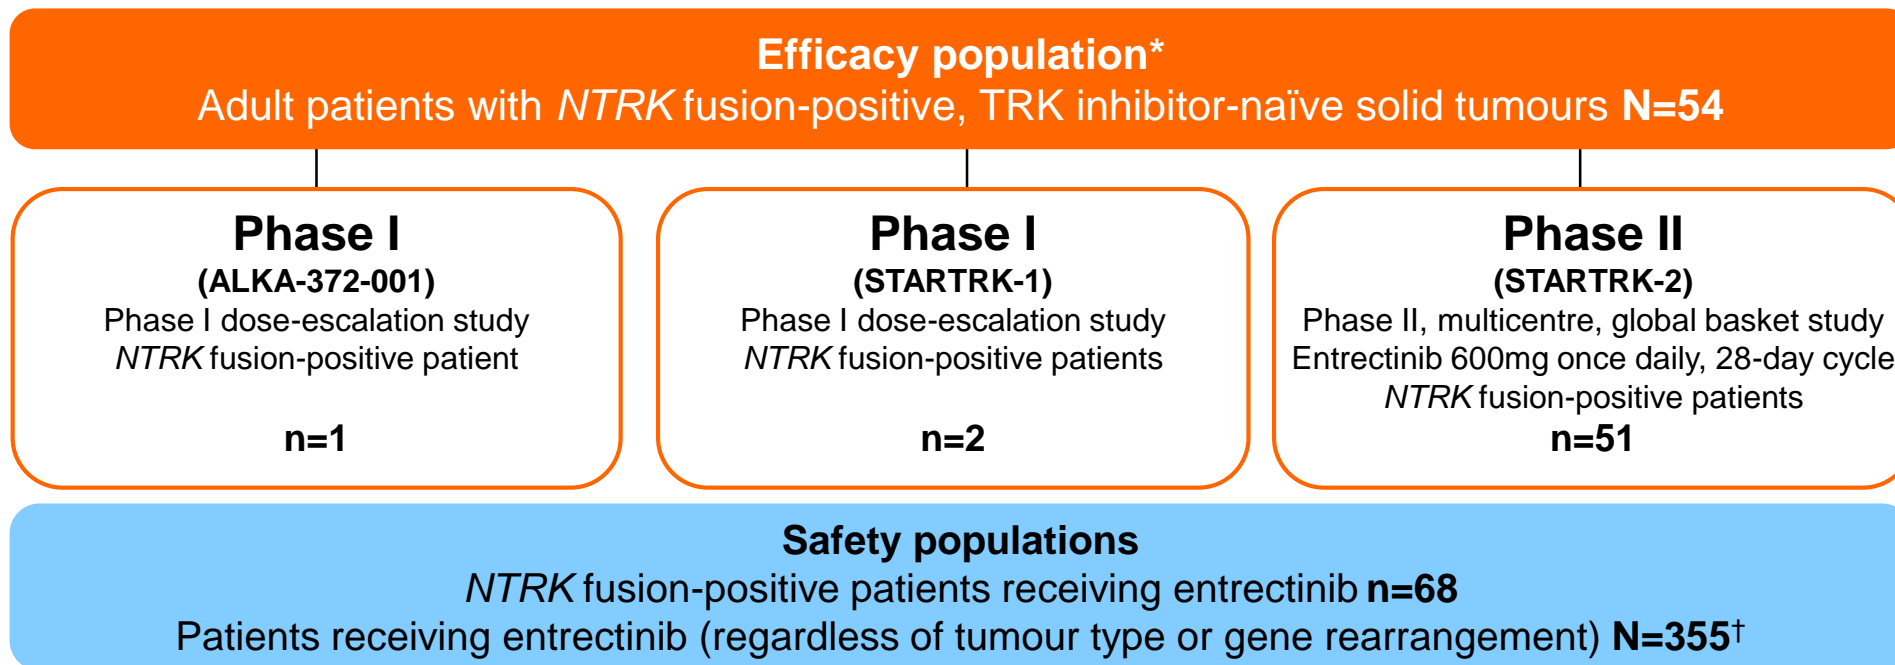 Efficacy population*
Adult patients with NTRK fusion-positive, TRK inhibitor-naïve solid tumours N=54
Phase I
(ALKA-372-001)
Phase I dose-escalation study
NTRK fusion-positive patient
n=1
Phase I
(STARTRK-1)
Phase I dose-escalation study
NTRK fusion-positive patients
n=2
Phase II
(STARTRK-2)
Phase II, multicentre, global basket study
Entrectinib 600mg once daily, 28-day cycle
NTRK fusion-positive patients
n=51
Safety populations
NTRK fusion-positive patients receiving entrectinib n=68
Patients receiving entrectinib (regardless of tumour type or gene rearrangement) N=355†